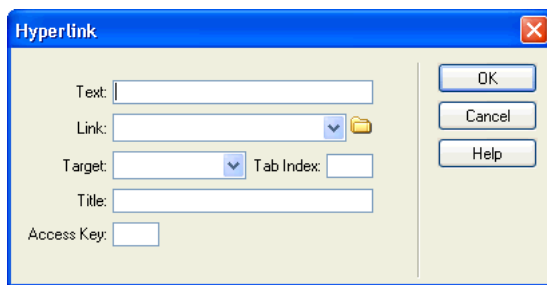 Hyperlink
Text:
Link:
Target:
Tab Index:
Title:
Access Key:
OK
Cancel
Help